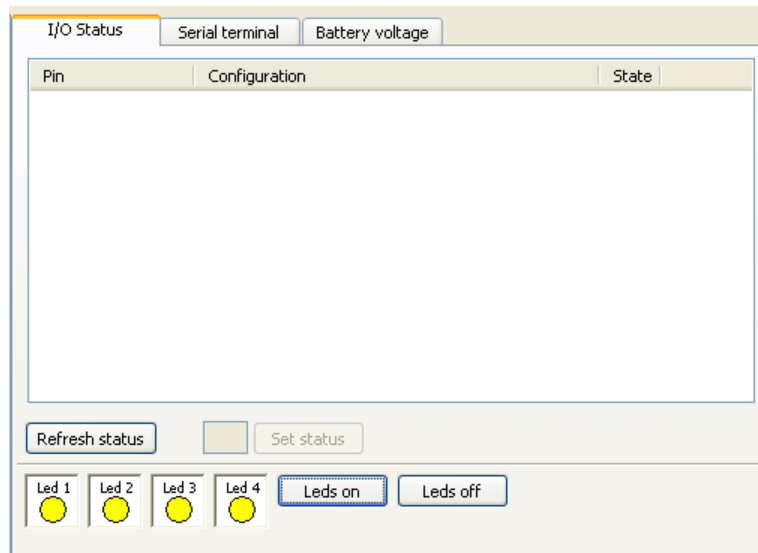 I/O Status Serial terminal Battery voltage
Pin Configuration State
Refresh status Set status
Led 1 Led 2 Led 3 Led 4 Leds on Leds off